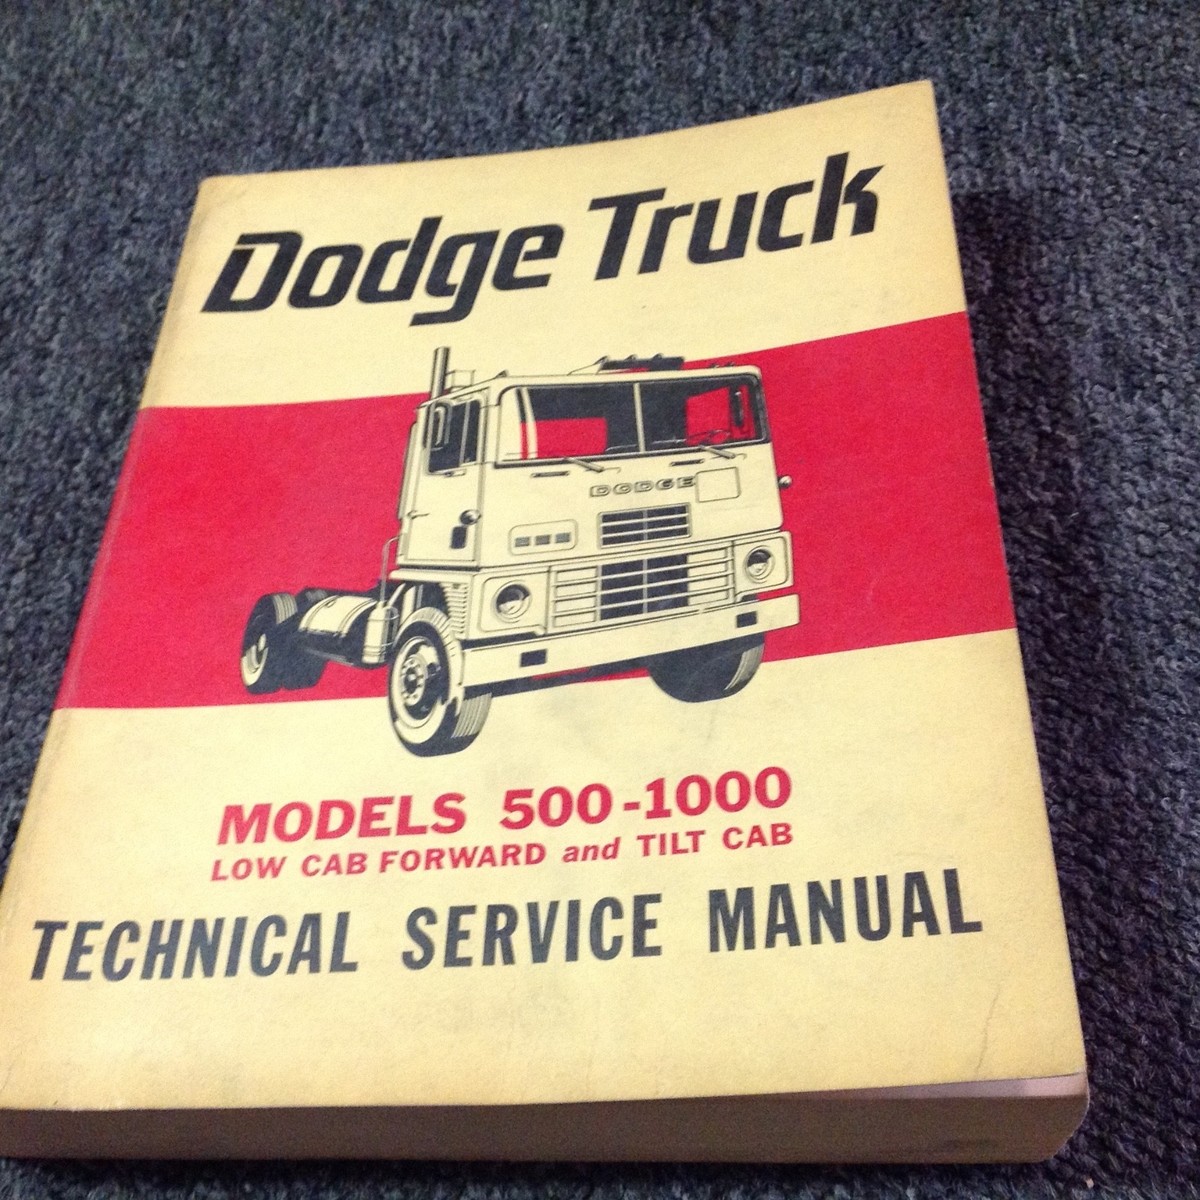 Dodge Truck
DODGE
MODELS 500-1000
LOW CAB FORWARD and TILT CAB
TECHNICAL SERVICE MANUAL